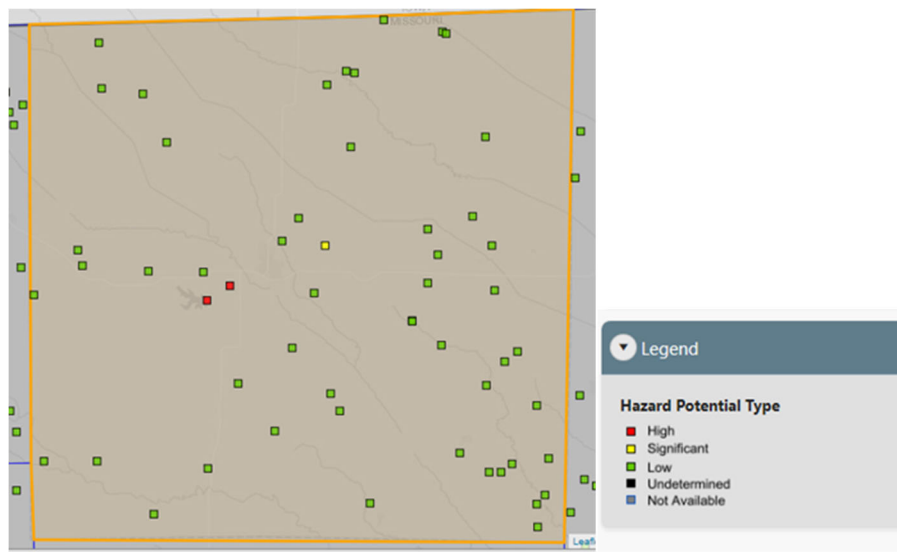 MISSOURI
Leafl
Legend
Hazard Potential Type
High
Significant
Low
Undetermined
Not Available